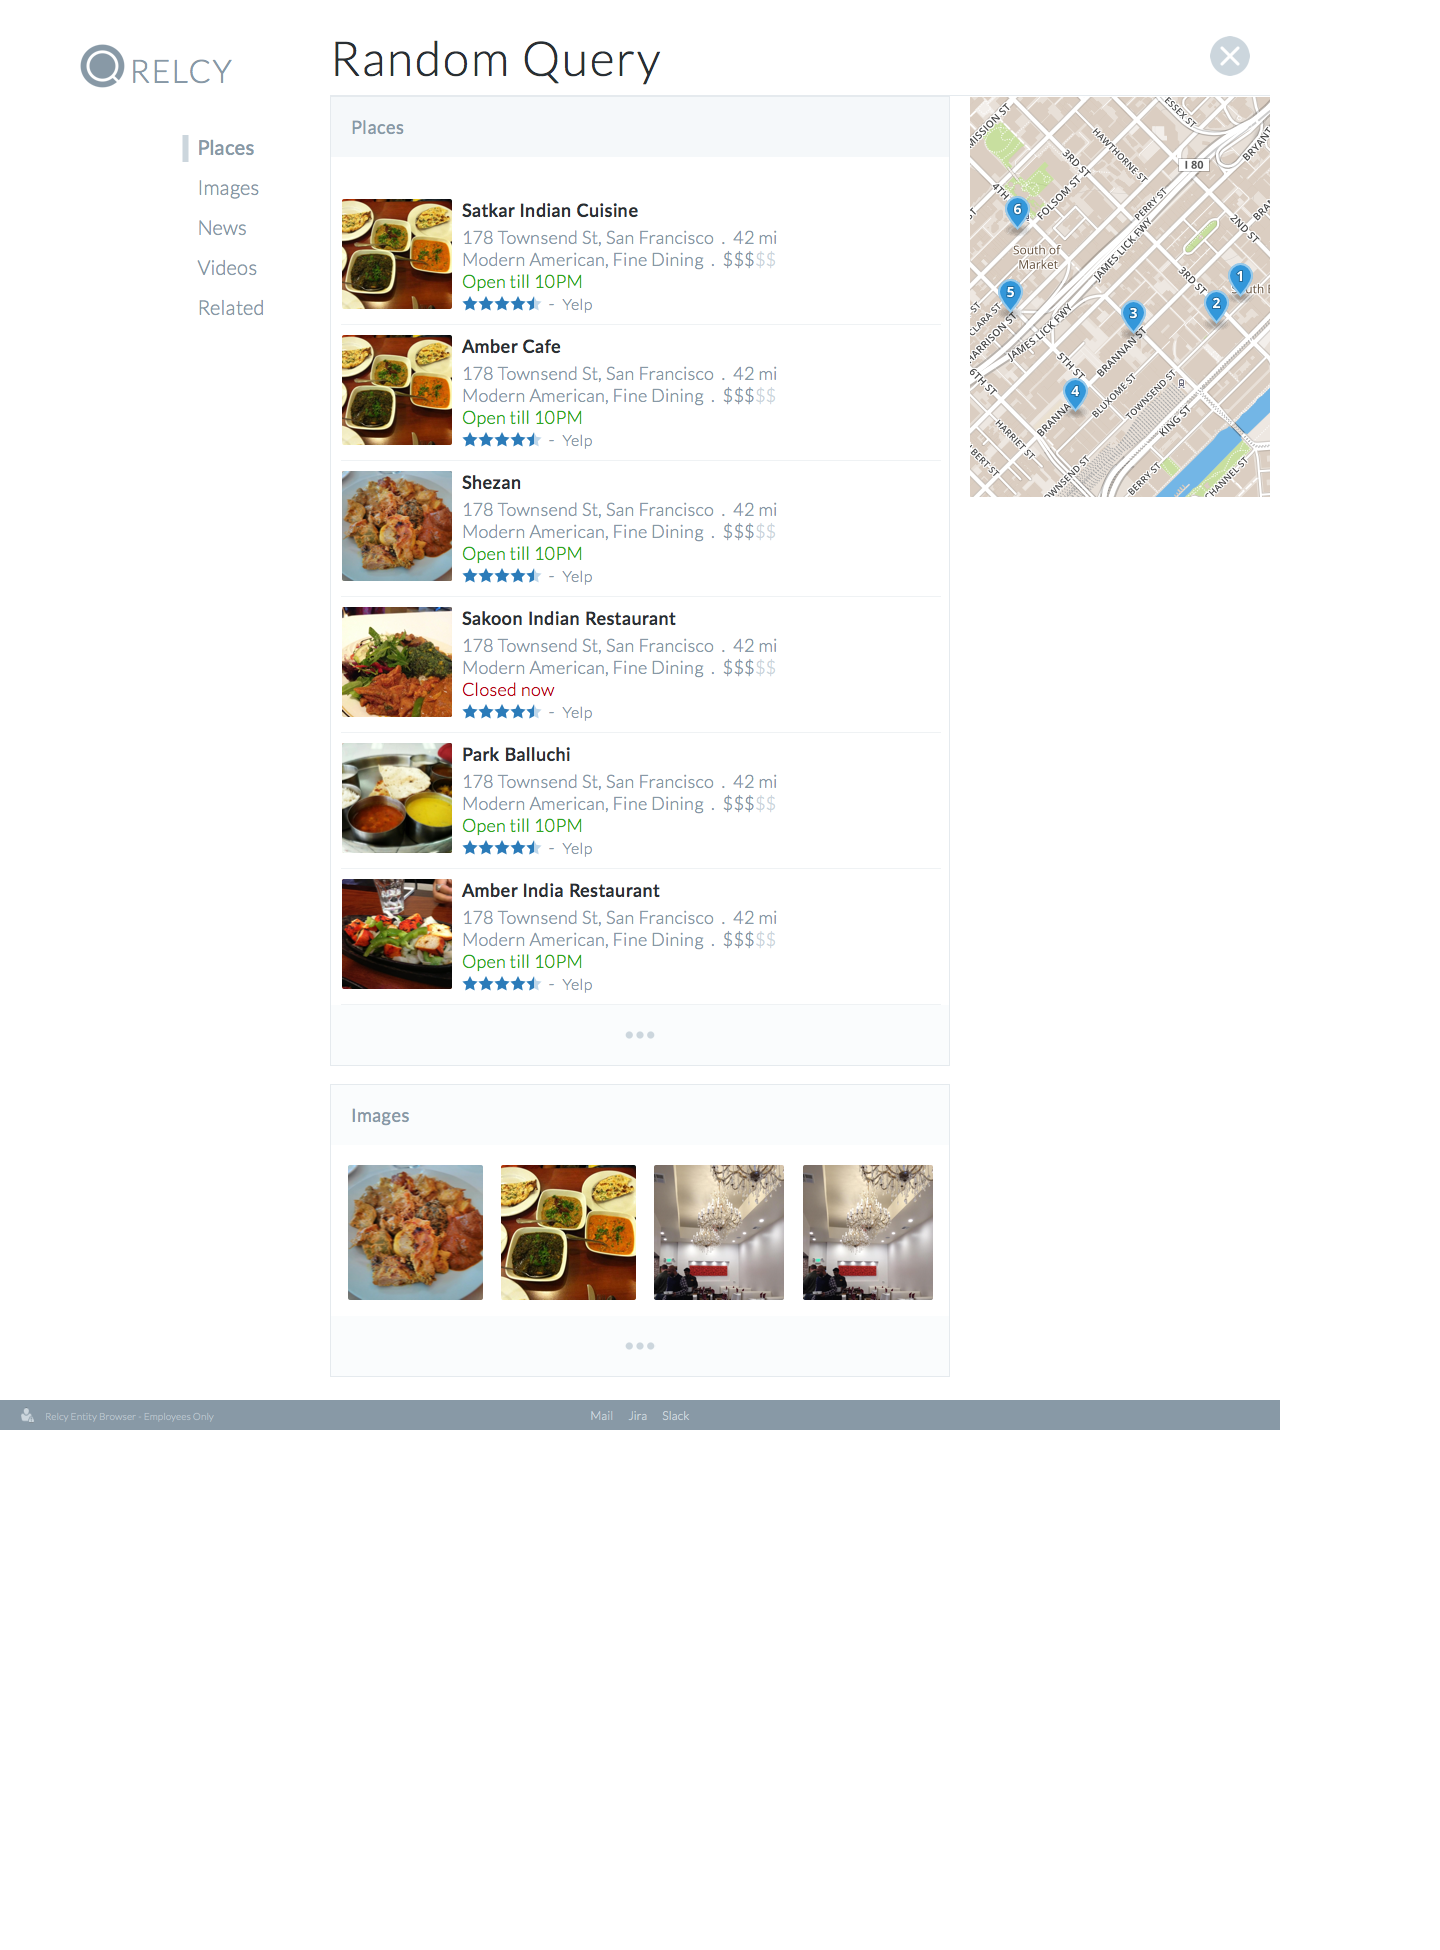 RELCY
Random Query
Places
Images
News
Videos
Related
Places
Satkar Indian Cuisine
178 Townsend St, San Francisco . 42 mi
Modern American, Fine Dining . $$$$$
Open till 10PM
- Yelp
Amber Cafe
178 Townsend St, San Francisco . 42 mi
Modern American, Fine Dining . $$$$$
Open till 10PM
- Yelp
Shezan
178 Townsend St, San Francisco . 42 mi
Modern American, Fine Dining . $$$$$
Open till 10PM
- Yelp
Sakoon Indian Restaurant
178 Townsend St, San Francisco . 42 mi
Modern American, Fine Dining . $$$$$
Closed now
- Yelp
Park Balluchi
178 Townsend St, San Francisco . 42 mi
Modern American, Fine Dining . $$$$$
Open till 10PM
- Yelp
Amber India Restaurant
178 Townsend St, San Francisco . 42 mi
Modern American, Fine Dining . $$$$$
Open till 10PM
- Yelp
MISSION ST
ESSEX ST
HAWTHORNE ST
BRYANT
3RD ST
I 80
4TH
FOLSOM ST
PERRY ST
2ND ST
BRA
6
South of
Market
JAMES LICK FWY
3RD ST
1
uth
5
2
3
CLARA ST
HARRISON ST
JAMES LICK FWY
BRANNAN ST
5TH ST
6TH ST
4
BRANNA
BLUXOME ST
TOWNSEND ST
KING ST
HARRIET ST
BERT ST
OWNSEND ST
BERRY ST
CHANNEL ST
Images
Relcy Entity Browser - Employees Only
Mail Jira Slack